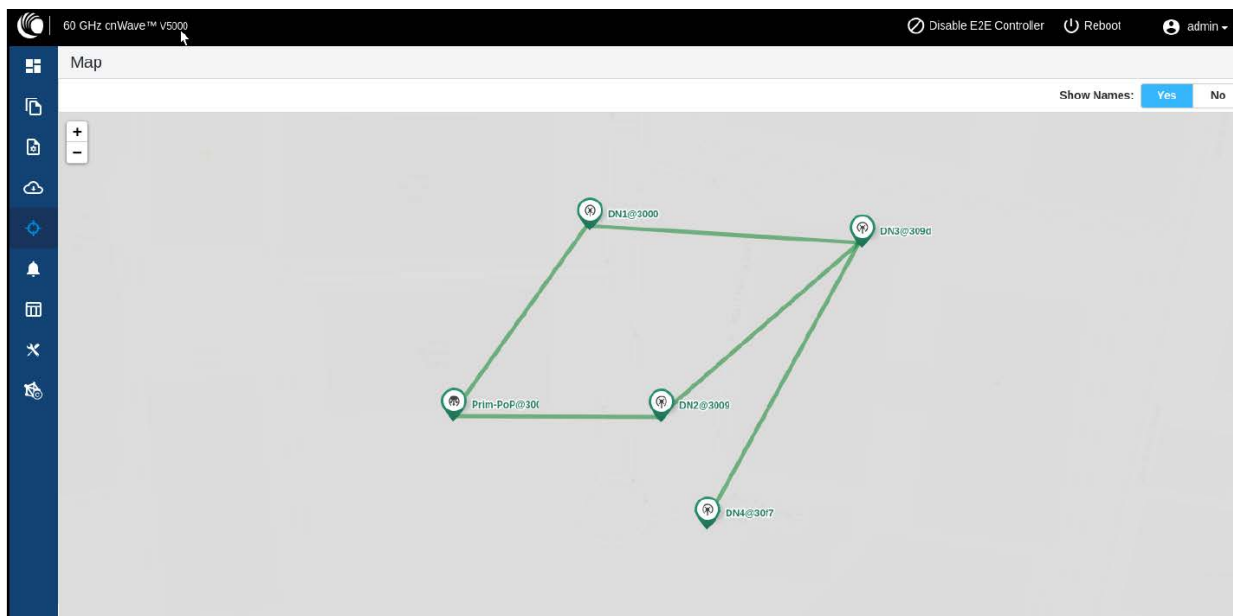 60 GHz cnWave™ V5000
Disable E2E Controller
Reboot
admin
Map
Show Names: Yes No
+
−
DN1@3000
DN3@309d
Prim-PoP@30(
DN2@3009
DN4@30f7